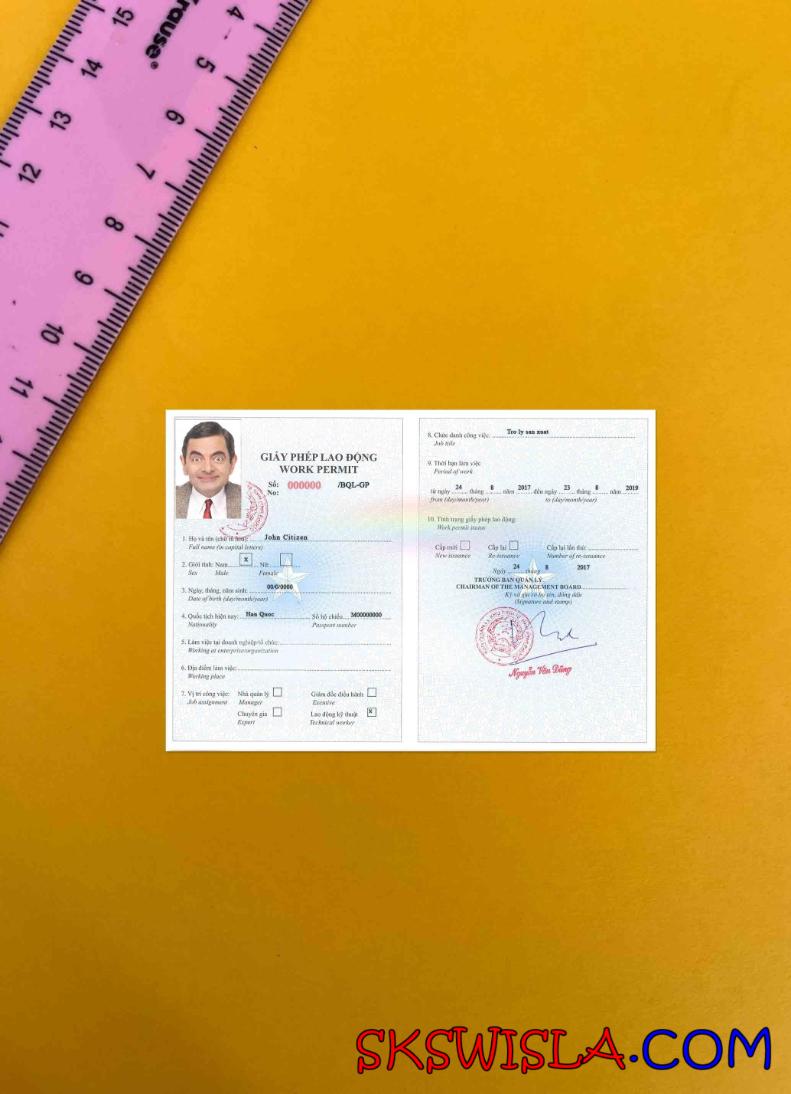 Krause®
15
14
13
12
11
10
9
8
7
6
5
4
GIẤY PHÉP LAO ĐỘNG
WORK PERMIT
Số: 000000 /BQL-GP
No:
1. Họ và tên (chữ in hoa): John Citizen
Full name (in capital letters)
2. Giới tính: Nam X Nữ
Sex Male Female
3. Ngày, tháng, năm sinh: 00/0/0000
Date of birth (day/month/year)
4. Quốc tịch hiện nay: Han Quoc Số hộ chiếu: M00000000
Nationality Passport number
5. Làm việc tại doanh nghiệp/tổ chức:
Working at enterprise/organization
6. Địa điểm làm việc:
Working place
7. Vị trí công việc: Nhà quản lý Giám đốc điều hành
Job assignment Manager Executive
Chuyên gia Lao động kỹ thuật X
Expert Technical worker
8. Chức danh công việc: Tro ly san xuat
Job title
9. Thời hạn làm việc
Period of work
từ ngày 24 tháng 8 năm 2017 đến ngày 23 tháng 8 năm 2019
from (day/month/year) to (day/month/year)
10. Tình trạng giấy phép lao động:
Work permit status
Cấp mới Cấp lại Cấp lại lần thứ:
New issuance Re-issuance Number of re-issuance
Ngày 24 tháng 8 2017
TRƯỞNG BAN QUẢN LÝ
CHAIRMAN OF THE MANAGEMENT BOARD
Ký và ghi rõ họ tên, đóng dấu
(Signature and stamp)
Nguyễn Văn Dũng
SKSWISLA.COM